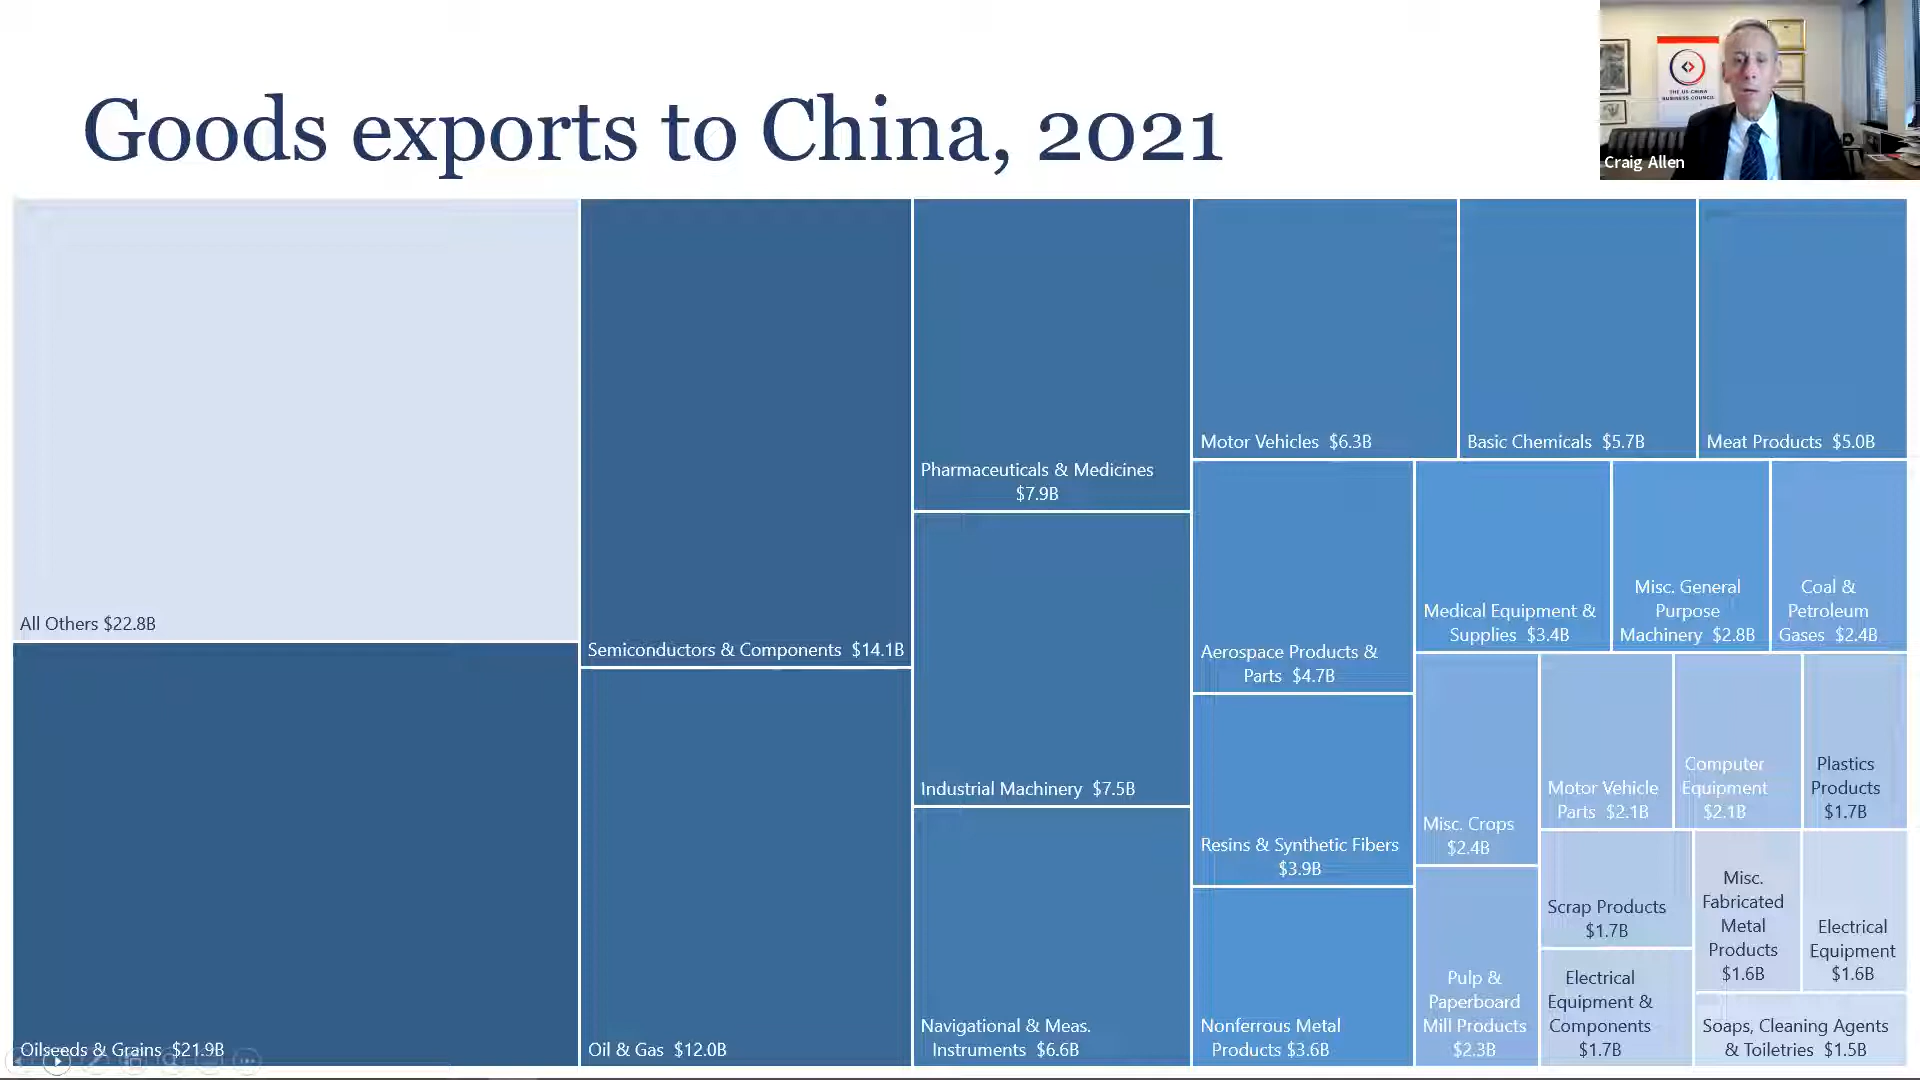 Goods exports to China, 2021
THE US-CHINA
BUSINESS COUNCIL
Craig Allen
All Others $22.8B
Oilseeds & Grains $21.9B
Semiconductors & Components $14.1B
Oil & Gas $12.0B
Pharmaceuticals & Medicines
$7.9B
Industrial Machinery $7.5B
Navigational & Meas.
Instruments $6.6B
Motor Vehicles $6.3B
Basic Chemicals $5.7B
Meat Products $5.0B
Aerospace Products &
Parts $4.7B
Resins & Synthetic Fibers
$3.9B
Nonferrous Metal
Products $3.6B
Medical Equipment &
Supplies $3.4B
Misc. General
Purpose
Machinery $2.8B
Coal &
Petroleum
Gases $2.4B
Misc. Crops
$2.4B
Pulp &
Paperboard
Mill Products
$2.3B
Motor Vehicle
Parts $2.1B
Computer
Equipment
$2.1B
Plastics
Products
$1.7B
Scrap Products
$1.7B
Electrical
Equipment &
Components
$1.7B
Misc.
Fabricated
Metal
Products
$1.6B
Electrical
Equipment
$1.6B
Soaps, Cleaning Agents
& Toiletries $1.5B